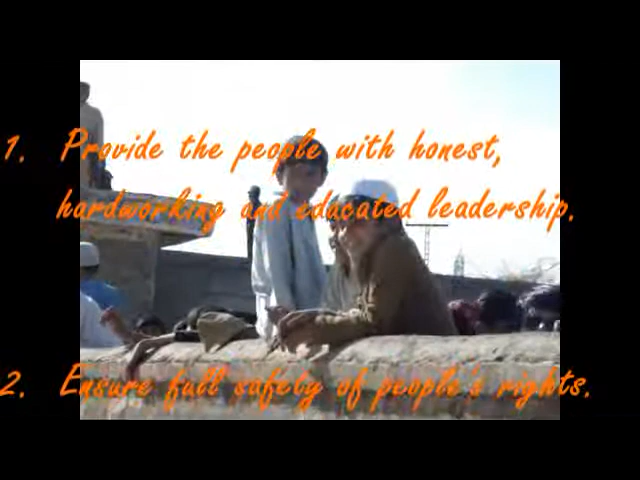 1. Provide the people with honest,
hardworking and educated leadership.
2. Ensure full safety of people's rights.